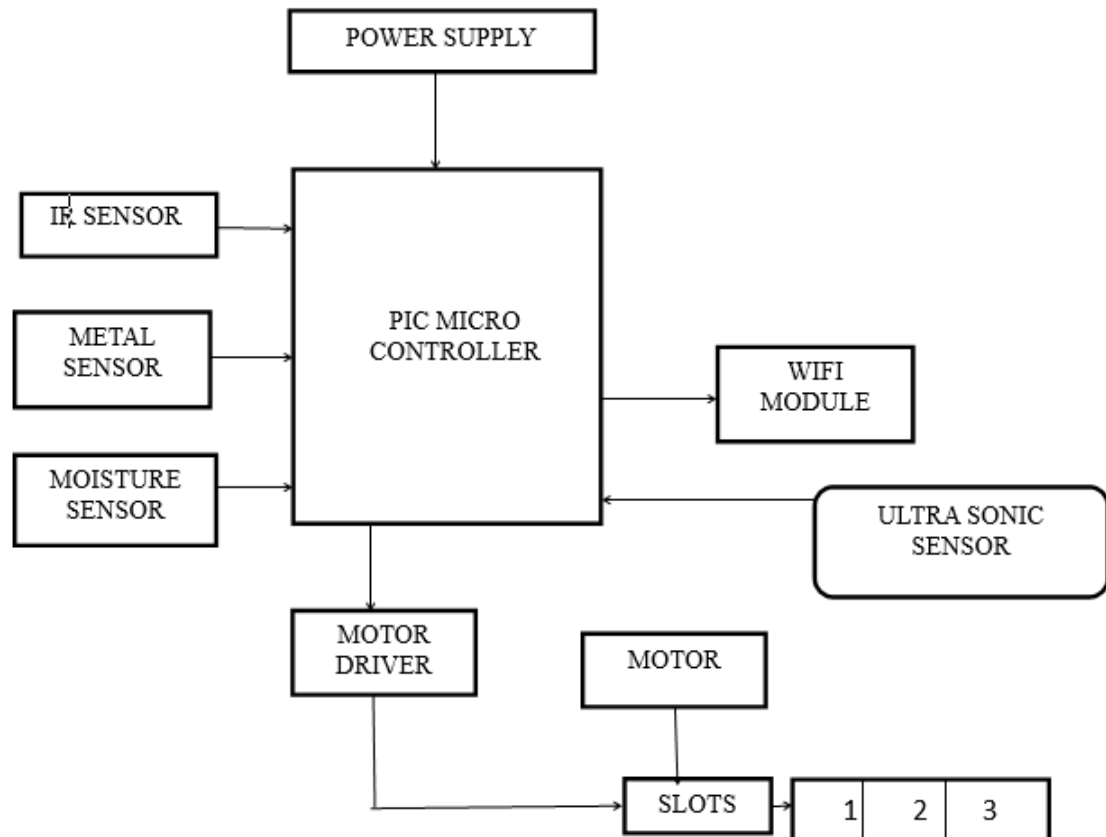 POWER SUPPLY
IR SENSOR
METAL
SENSOR
PIC MICRO
CONTROLLER
WIFI
MODULE
MOISTURE
SENSOR
ULTRA SONIC
SENSOR
MOTOR
DRIVER
MOTOR
SLOTS
1 2 3